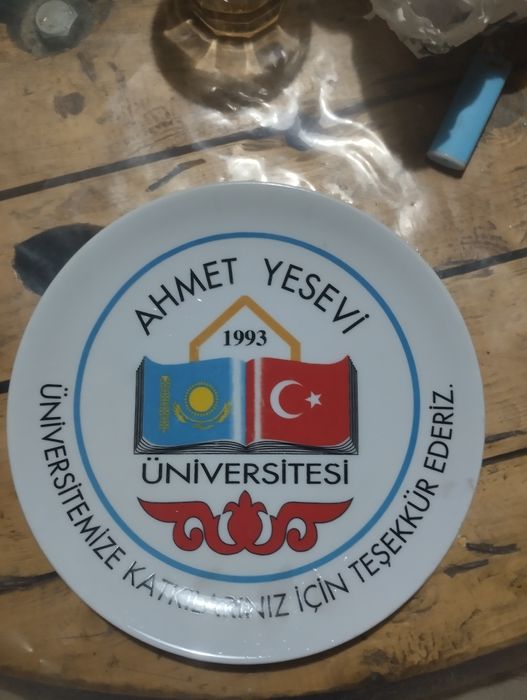 AHMET YESEVİ
1993
ÜNİVERSİTESİ
ÜNİVERSİTEMİZE KATKILARINIZ İÇİN TEŞEKKÜR EDERİZ.